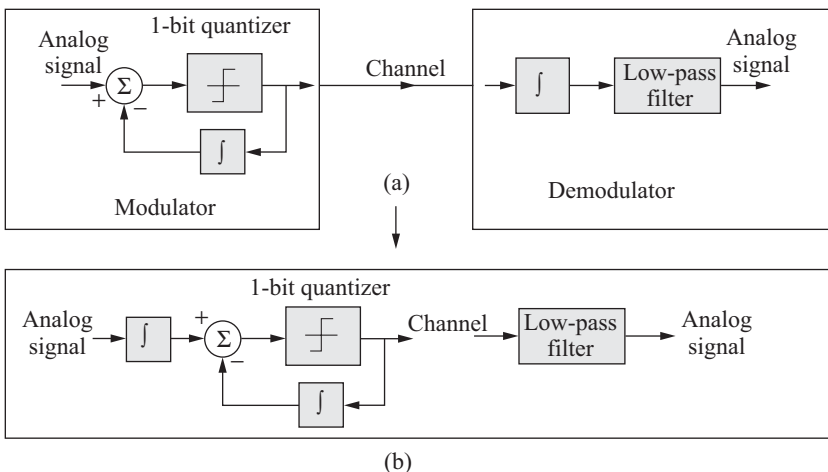 1-bit quantizer
Analog
signal
Σ
+
−
∫
Modulator
Channel
(a)
∫
Low-pass
filter
Analog
signal
Demodulator
1-bit quantizer
Analog
signal
∫
+
Σ
−
∫
Channel
Low-pass
filter
Analog
signal
(b)